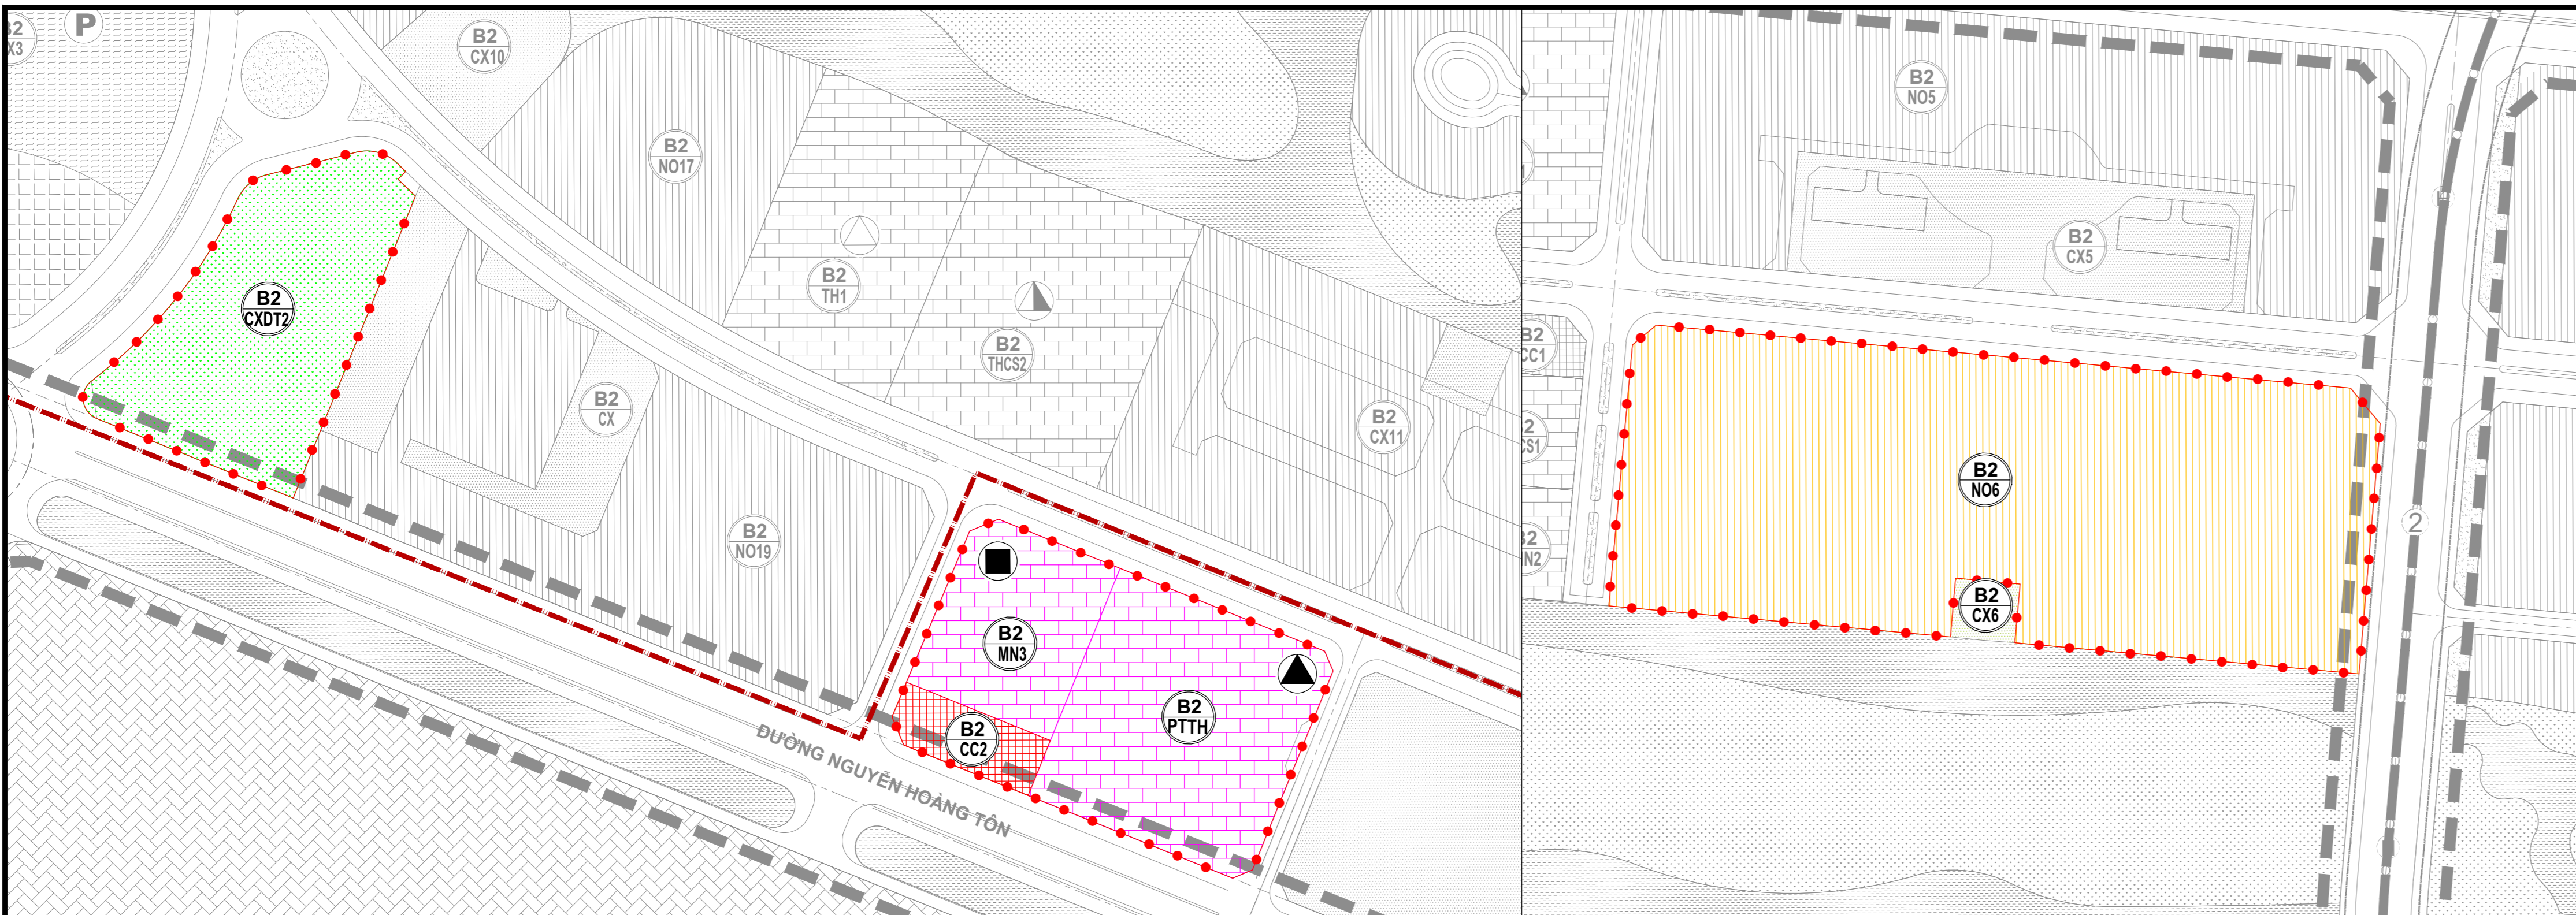 B2
X3
P
B2
CX10
B2
NO17
B2
TH1
B2
THCS2
B2
CXDT2
B2
CX
B2
CX11
B2
NO19
B2
MN3
B2
PTTH
B2
CC2
ĐƯỜNG NGUYỄN HOÀNG TÔN
B2
NO5
B2
CX5
B2
CC1
2
CS1
B2
N2
B2
NO6
B2
CX6
2